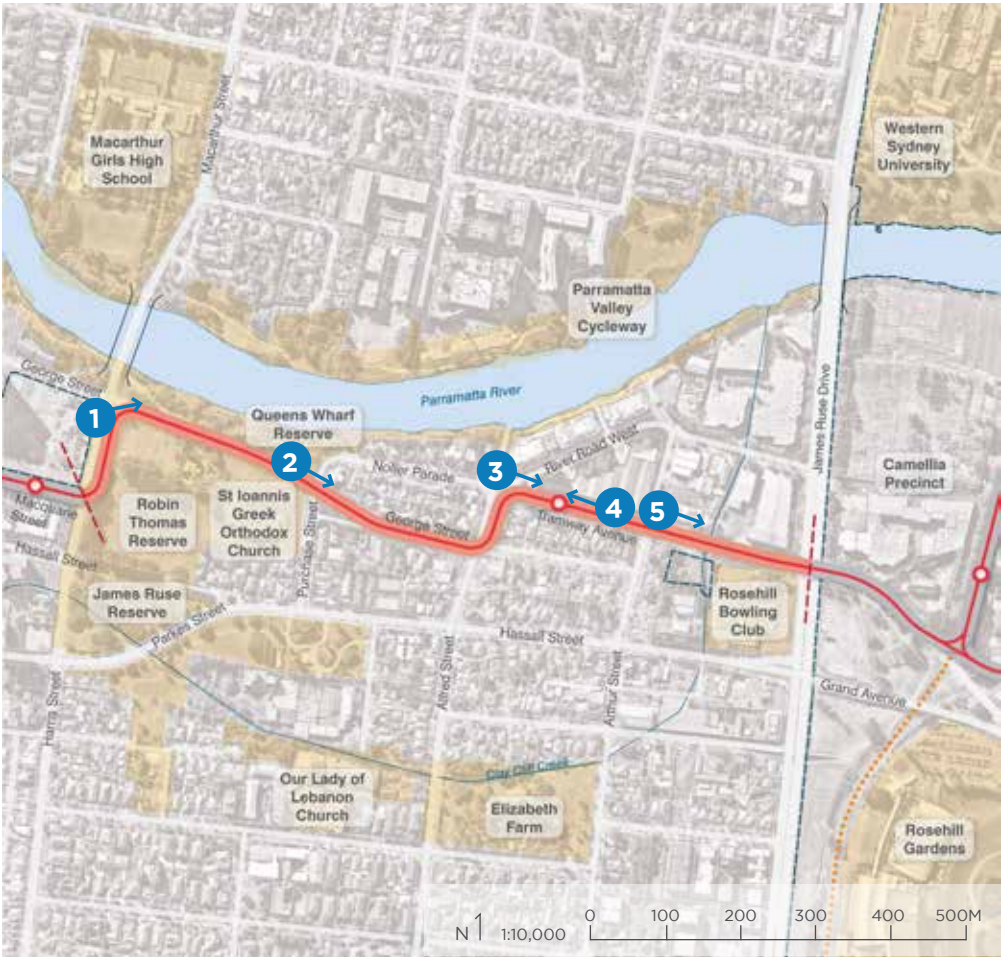 Macarthur Street
Macarthur
Girls High
School
Western
Sydney
University
Parramatta
Valley
Cycleway
Parramatta River
James Ruse Drive
George Street
1
Queens Wharf
Reserve
2
Noller Parade
3
River Road West
Camellia
Precinct
Macquarie
Street
Robin
Thomas
Reserve
St Ioannis
Greek
Orthodox
Church
Purchase Street
George Street
4
5
Tramway Avenue
Hassall Street
James Ruse
Reserve
Parkes Street
Rosehill
Bowling
Club
Hassall Street
Harris Street
Alfred Street
Arthur Street
Grand Avenue
Our Lady of
Lebanon
Church
Clay Cliff Creek
Elizabeth
Farm
Rosehill
Gardens
N
1:10,000
0 100 200 300 400 500M